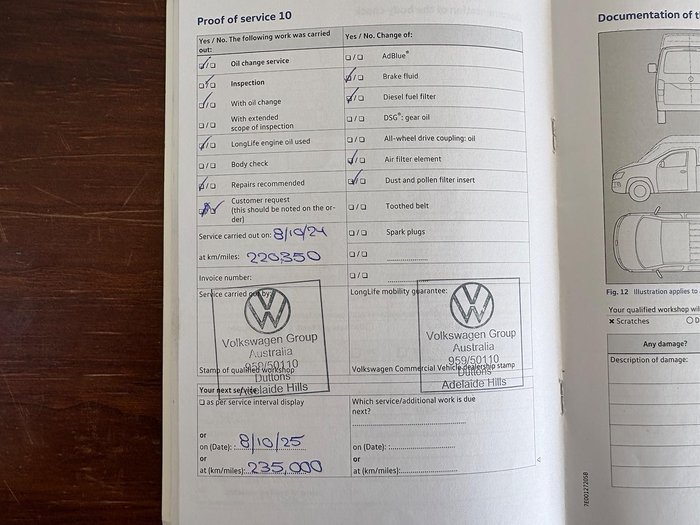 Proof of service 10
Yes / No. The following work was carried out:
Oil change service
Inspection
With oil change
With extended
scope of inspection
LongLife engine oil used
Body check
Repairs recommended
Customer request
(this should be noted on the or-
der)
Service carried out on: 8/10/24
at km/miles: 220,350
Invoice number:
Service carried out by:
Volkswagen Group
Australia
959/50110
Duttons
Adelaide Hills
Stamp of qualified workshop
Your next service
as per service interval display
or
on (Date): 8/10/25
or
at (km/miles): 235,000
Yes / No. Change of:
AdBlue®
Brake fluid
Diesel fuel filter
DSG®: gear oil
All-wheel drive coupling: oil
Air filter element
Dust and pollen filter insert
Toothed belt
Spark plugs
LongLife mobility guarantee:
Volkswagen Group
Australia
959/50110
Duttons
Adelaide Hills
Volkswagen Commercial Vehicle dealership stamp
Which service/additional work is due
next?
on (Date):
at (km/miles):
7E0012720SB
Documentation of t
Fig. 12 Illustration applies to
Your qualified workshop wil
Scratches
D
Any damage?
Description of damage: